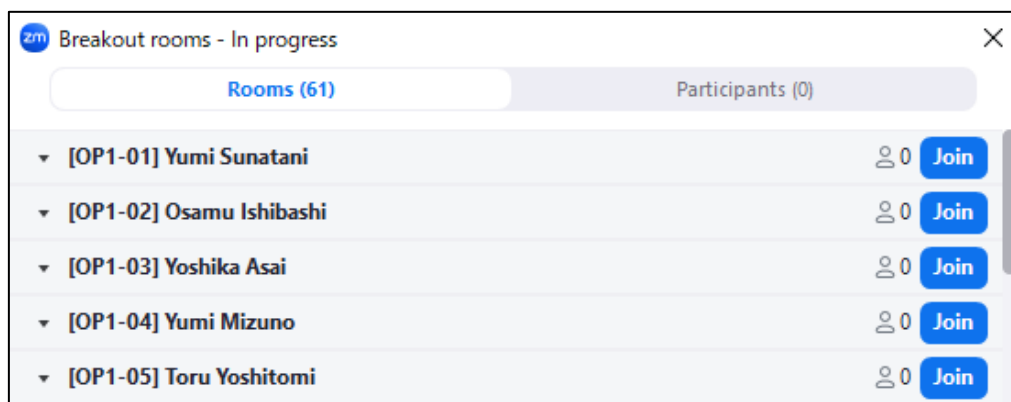 zm Breakout rooms - In progress
Rooms (61) Participants (0)
[OP1-01] Yumi Sunatani 0 Join
[OP1-02] Osamu Ishibashi 0 Join
[OP1-03] Yoshika Asai 0 Join
[OP1-04] Yumi Mizuno 0 Join
[OP1-05] Toru Yoshitomi 0 Join